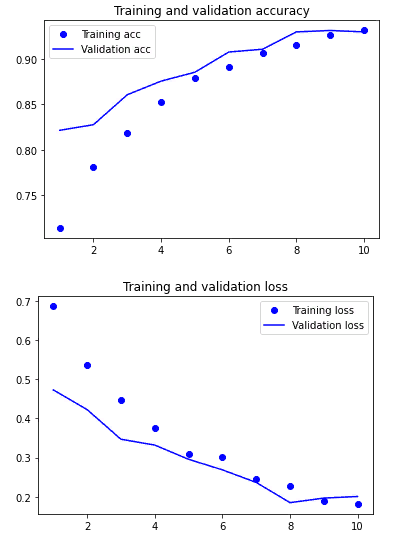 Training and validation accuracy
Training acc
Validation acc
0.90
0.85
0.80
0.75
2 4 6 8 10
Training and validation loss
Training loss
Validation loss
0.7
0.6
0.5
0.4
0.3
0.2
2 4 6 8 10